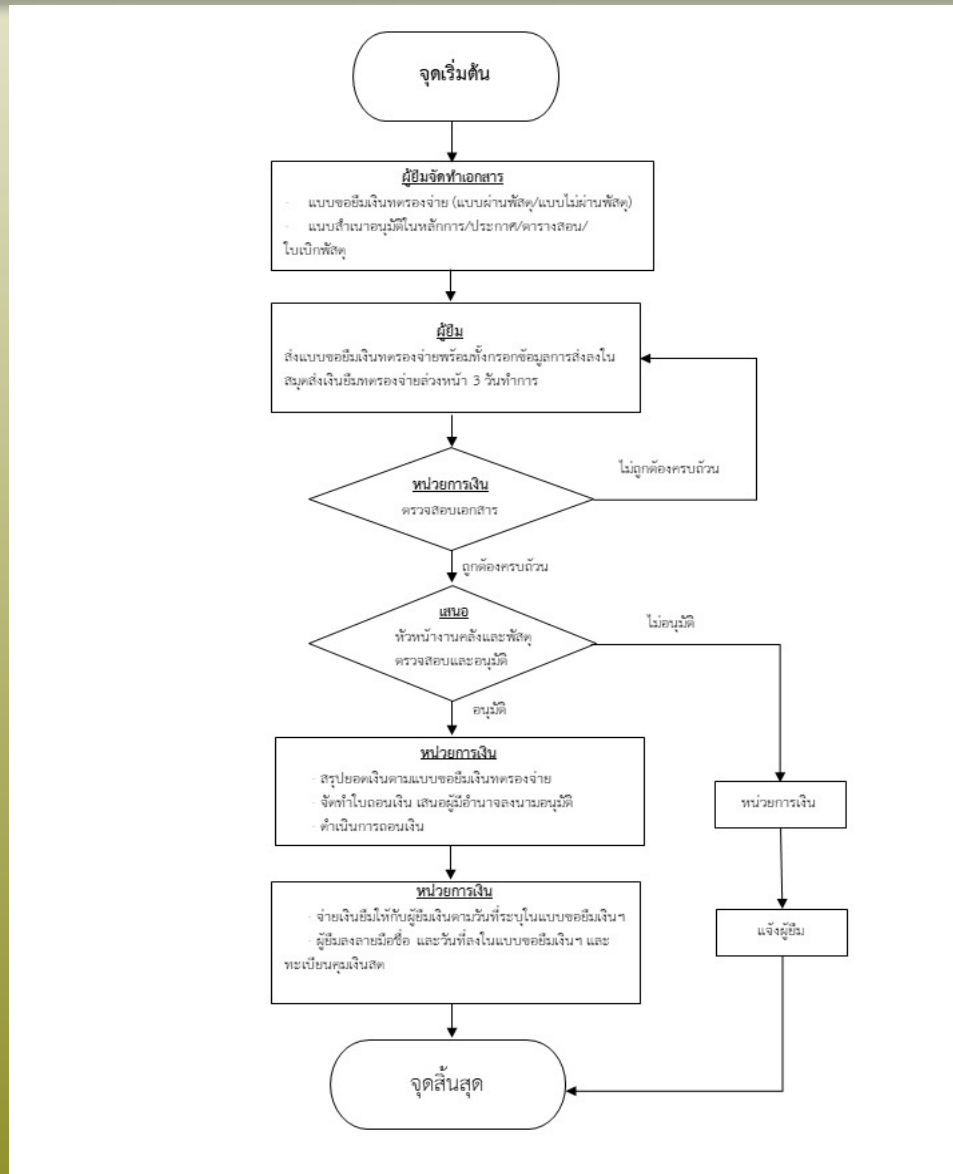 จุดเริ่มต้น
ผู้ยืมจัดทำเอกสาร
- แบบขอยืมเงินทดรองจ่าย (แบบผ่านพัสดุ/แบบไม่ผ่านพัสดุ)
- แนบสำเนาอนุมัติในหลักการ/ประกาศ/ตารางสอน/
ใบเบิกพัสดุ
ผู้ยืม
ส่งแบบขอยืมเงินทดรองจ่ายพร้อมทั้งกรอกข้อมูลการส่งลงใน
สมุดส่งเงินยืมทดรองจ่ายล่วงหน้า 3 วันทำการ
ไม่ถูกต้องครบถ้วน
หน่วยการเงิน
ตรวจสอบเอกสาร
ถูกต้องครบถ้วน
เสนอ
หัวหน้างานคลังและพัสดุ
ตรวจสอบและอนุมัติ
ไม่อนุมัติ
อนุมัติ
หน่วยการเงิน
- สรุปยอดเงินตามแบบขอยืมเงินทดรองจ่าย
- จัดทำใบถอนเงิน เสนอผู้มีอำนาจลงนามอนุมัติ
- ดำเนินการถอนเงิน
หน่วยการเงิน
หน่วยการเงิน
- จ่ายเงินยืมให้กับผู้ยืมเงินตามวันที่ระบุในแบบขอยืมเงินฯ
- ผู้ยืมลงลายมือชื่อ และวันที่ลงในแบบขอยืมเงินฯ และ
ทะเบียนคุมเงินสด
แจ้งผู้ยืม
จุดสิ้นสุด